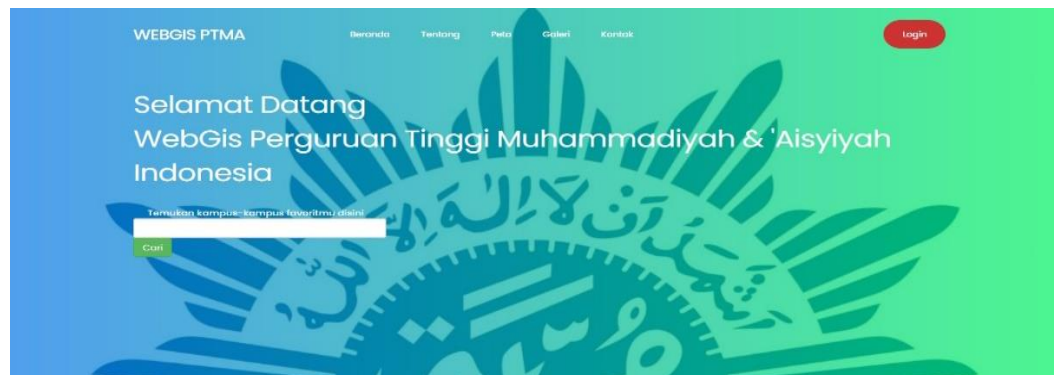 WEBGIS PTMA
Beranda Tentang Peta Galeri Kontak
Login
Selamat Datang
WebGis Perguruan Tinggi Muhammadiyah & 'Aisyiyah
Indonesia
Temukan kampus-kampus favoritmu disini
Cari